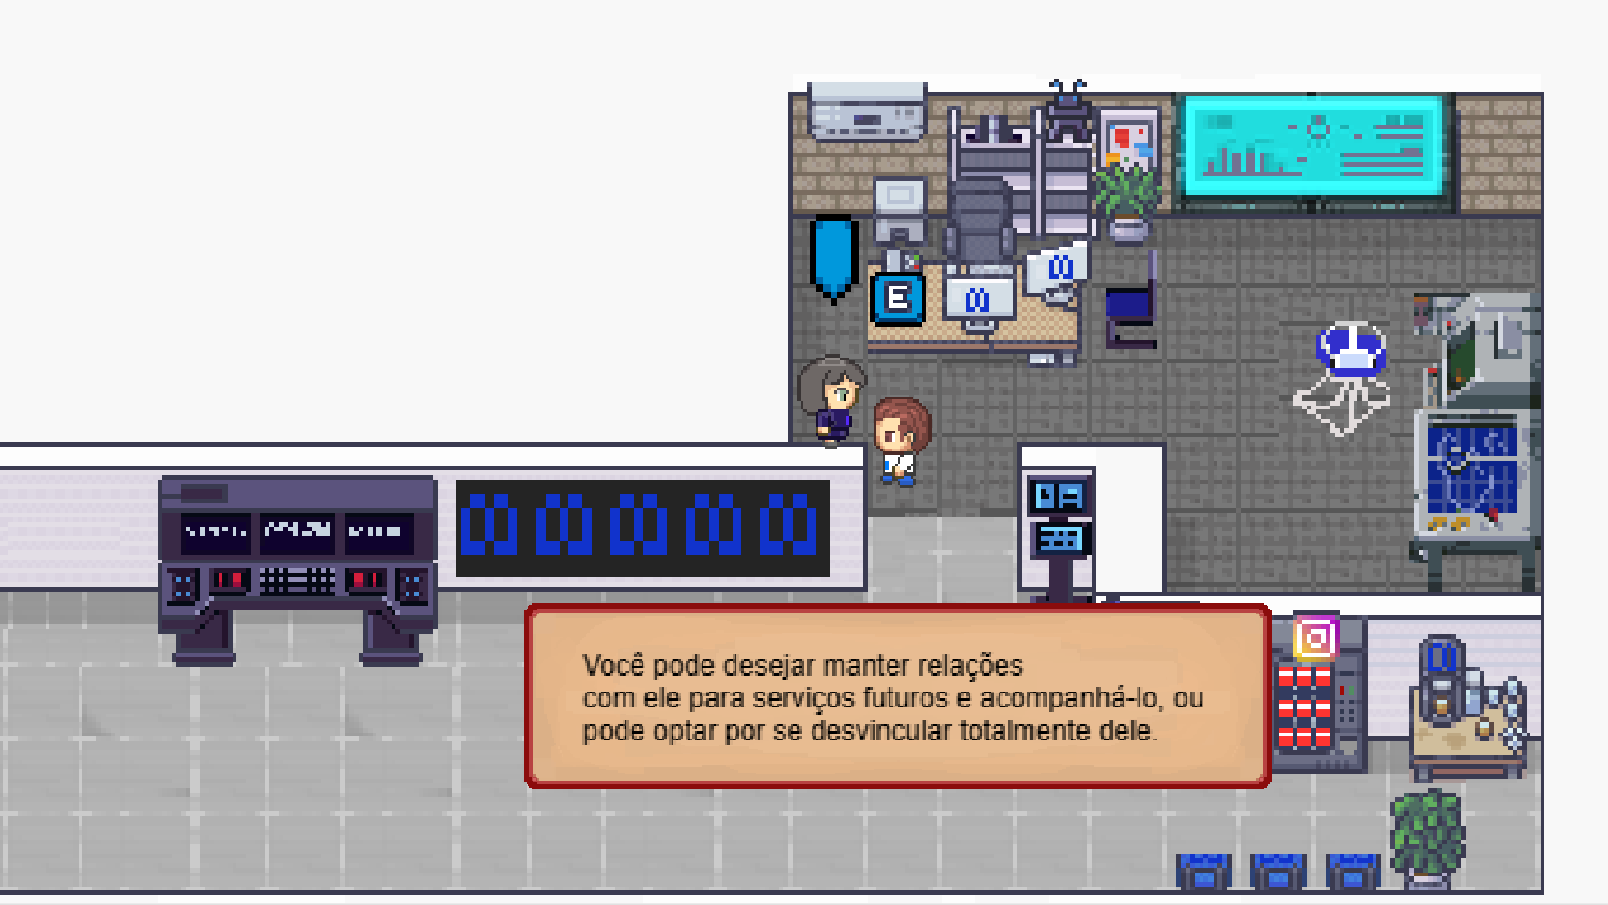 E
Você pode desejar manter relações
com ele para serviços futuros e acompanhá-lo, ou
pode optar por se desvincular totalmente dele.